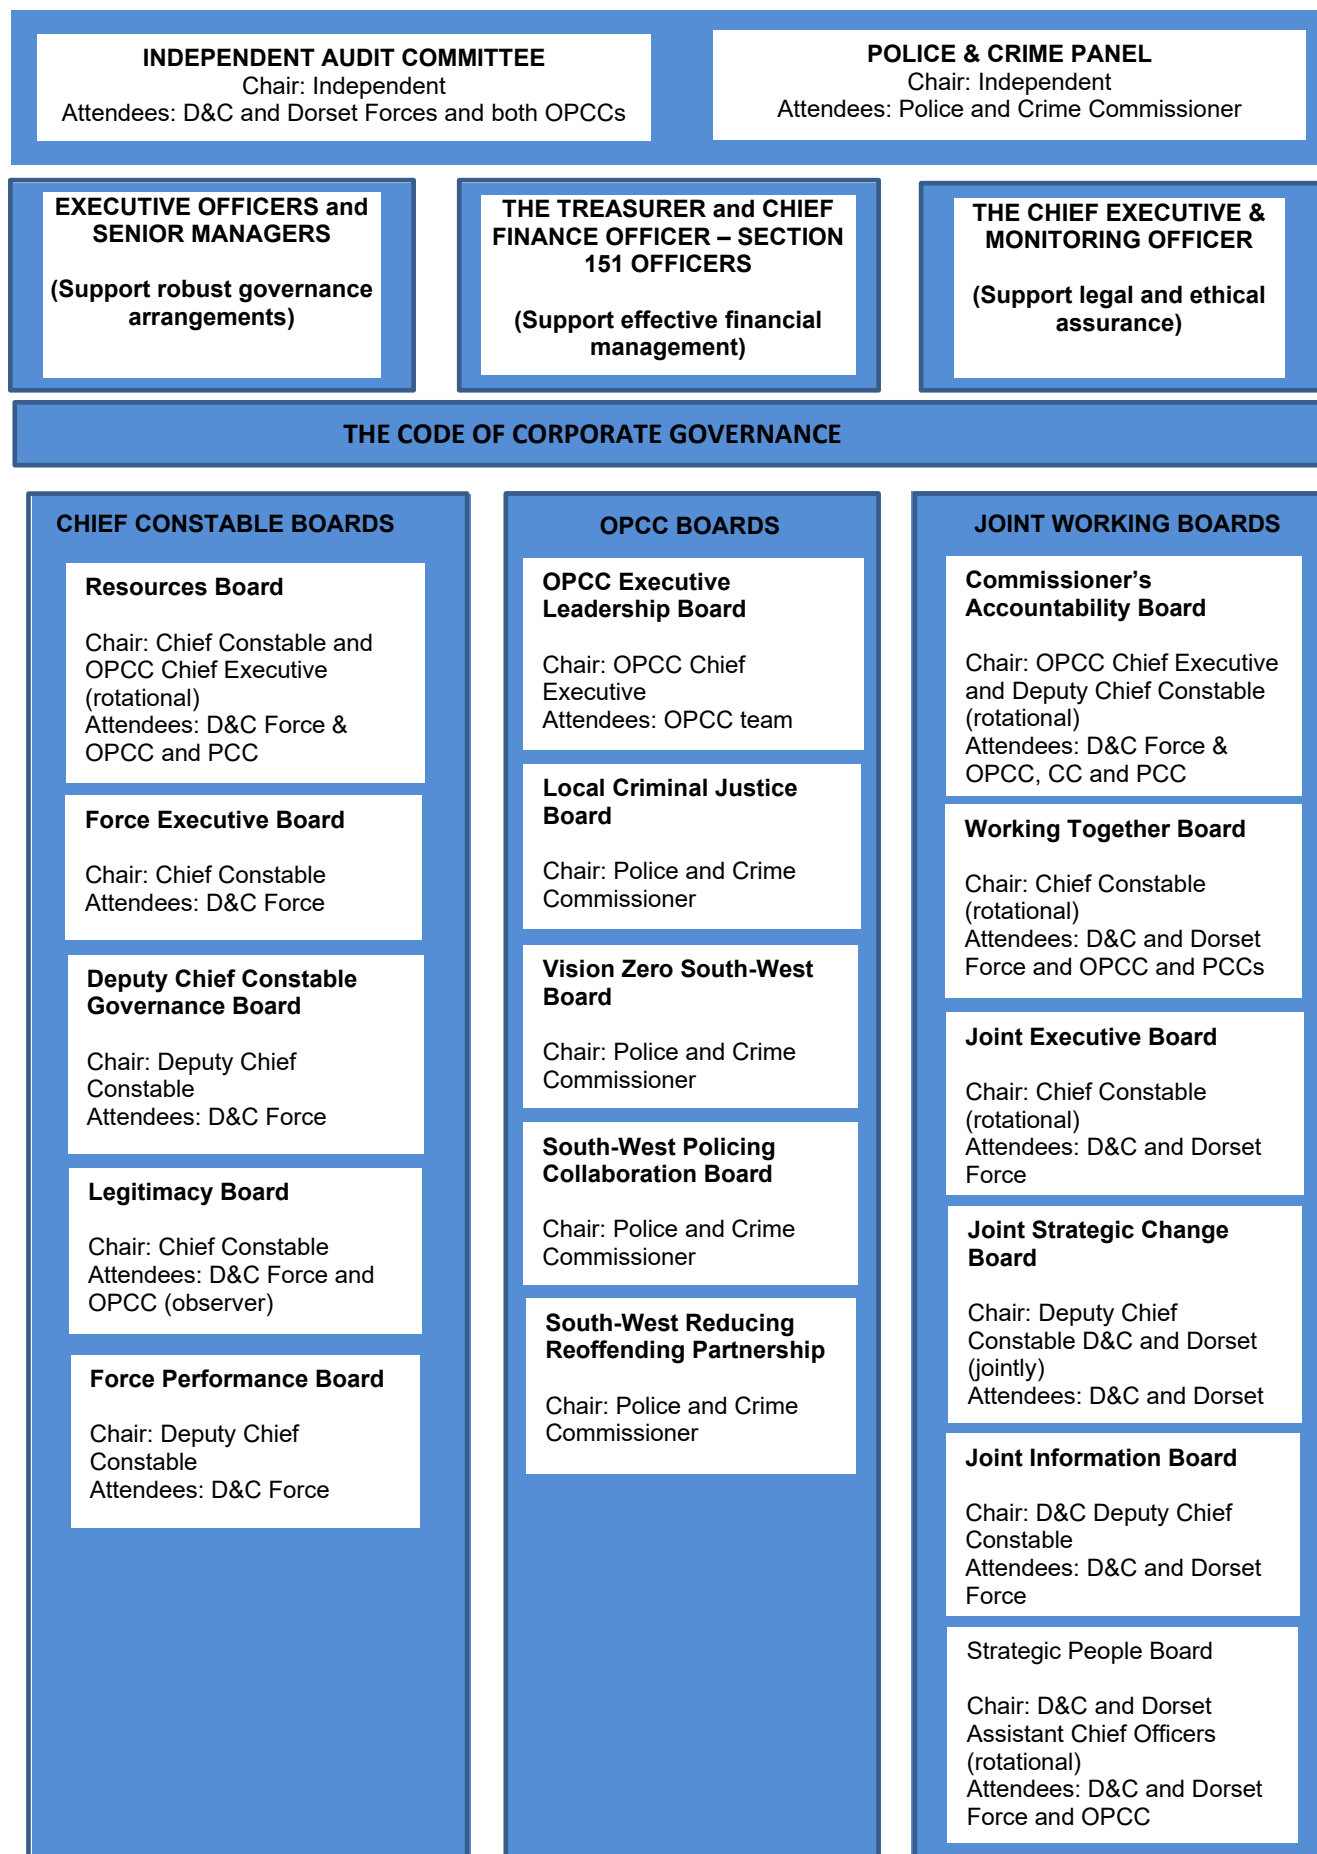 INDEPENDENT AUDIT COMMITTEE
Chair: Independent
Attendees: D&C and Dorset Forces and both OPCCs
POLICE & CRIME PANEL
Chair: Independent
Attendees: Police and Crime Commissioner
EXECUTIVE OFFICERS and
SENIOR MANAGERS
(Support robust governance
arrangements)
THE TREASURER and CHIEF
FINANCE OFFICER – SECTION
151 OFFICERS
(Support effective financial
management)
THE CHIEF EXECUTIVE &
MONITORING OFFICER
(Support legal and ethical
assurance)
THE CODE OF CORPORATE GOVERNANCE
CHIEF CONSTABLE BOARDS
Resources Board
Chair: Chief Constable and
OPCC Chief Executive
(rotational)
Attendees: D&C Force &
OPCC and PCC
Force Executive Board
Chair: Chief Constable
Attendees: D&C Force
Deputy Chief Constable
Governance Board
Chair: Deputy Chief
Constable
Attendees: D&C Force
Legitimacy Board
Chair: Chief Constable
Attendees: D&C Force and
OPCC (observer)
Force Performance Board
Chair: Deputy Chief
Constable
Attendees: D&C Force
OPCC BOARDS
OPCC Executive
Leadership Board
Chair: OPCC Chief
Executive
Attendees: OPCC team
Local Criminal Justice
Board
Chair: Police and Crime
Commissioner
Vision Zero South-West
Board
Chair: Police and Crime
Commissioner
South-West Policing
Collaboration Board
Chair: Police and Crime
Commissioner
South-West Reducing
Reoffending Partnership
Chair: Police and Crime
Commissioner
JOINT WORKING BOARDS
Commissioner's
Accountability Board
Chair: OPCC Chief Executive
and Deputy Chief Constable
(rotational)
Attendees: D&C Force &
OPCC, CC and PCC
Working Together Board
Chair: Chief Constable
(rotational)
Attendees: D&C and Dorset
Force and OPCC and PCCs
Joint Executive Board
Chair: Chief Constable
(rotational)
Attendees: D&C and Dorset
Force
Joint Strategic Change
Board
Chair: Deputy Chief
Constable D&C and Dorset
(jointly)
Attendees: D&C and Dorset
Joint Information Board
Chair: D&C Deputy Chief
Constable
Attendees: D&C and Dorset
Force
Strategic People Board
Chair: D&C and Dorset
Assistant Chief Officers
(rotational)
Attendees: D&C and Dorset
Force and OPCC